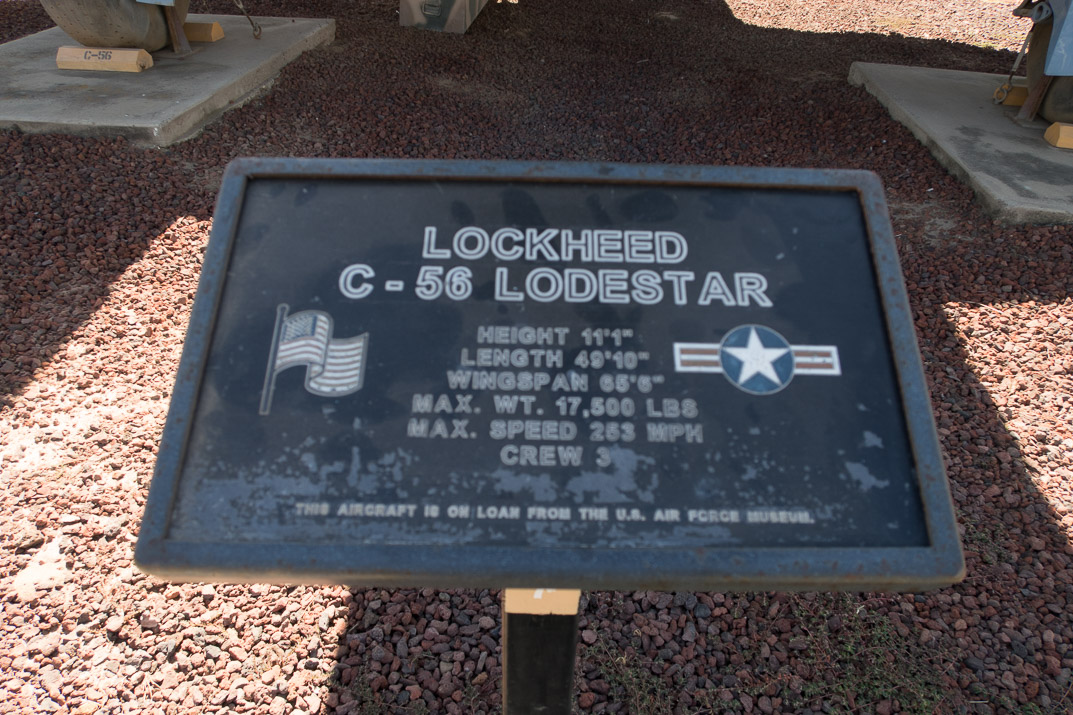 C-56
LOCKHEED
C - 56 LODESTAR
HEIGHT 11'1"
LENGTH 49'10"
WINGSPAN 65'6"
MAX. WT. 17,500 LBS
MAX. SPEED 253 MPH
CREW 3
THIS AIRCRAFT IS ON LOAN FROM THE U.S. AIR FORCE MUSEUM.